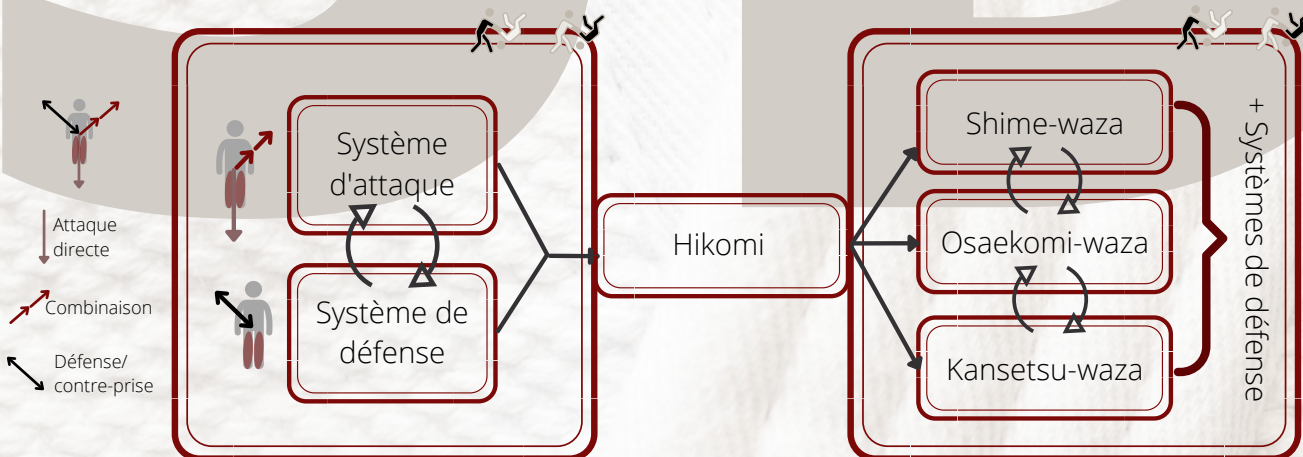 Attaque
directe
Combinaison
Défense/
contre-prise
Système
d'attaque
Système de
défense
Hikomi
Shime-waza
Osaekomi-waza
Kansetsu-waza
+ Systèmes de défense